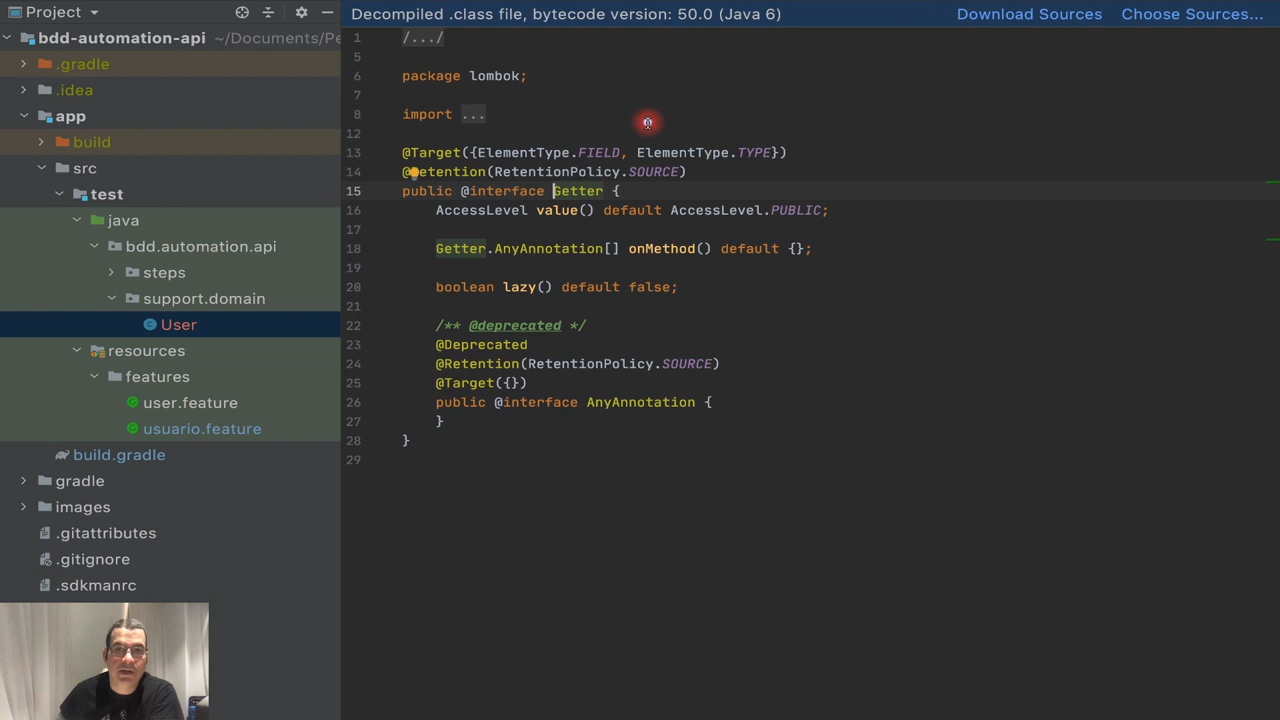 Project
Decompiled .class file, bytecode version: 50.0 (Java 6)
Download Sources
Choose Sources...
bdd-automation-api ~/Documents/Pe
.gradle
.idea
app
build
src
test
java
bdd.automation.api
steps
support.domain
User
resources
features
user.feature
usuario.feature
build.gradle
gradle
images
.gitattributes
.gitignore
.sdkmanrc
1 /.../
5
6 package lombok;
7
8 import ...
12
13 @Target({ElementType.FIELD, ElementType.TYPE})
14 @Retention(RetentionPolicy.SOURCE)
15 public @interface Getter {
16 AccessLevel value() default AccessLevel.PUBLIC;
17
18 Getter.AnyAnnotation[] onMethod() default {};
19
20 boolean lazy() default false;
21
22 /** @deprecated */
23 @Deprecated
24 @Retention(RetentionPolicy.SOURCE)
25 @Target({})
26 public @interface AnyAnnotation {
27 }
28 }
29